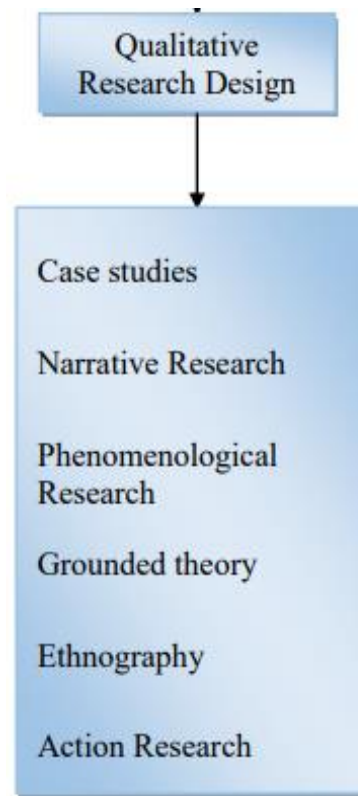 Qualitative
Research Design
Case studies
Narrative Research
Phenomenological
Research
Grounded theory
Ethnography
Action Research